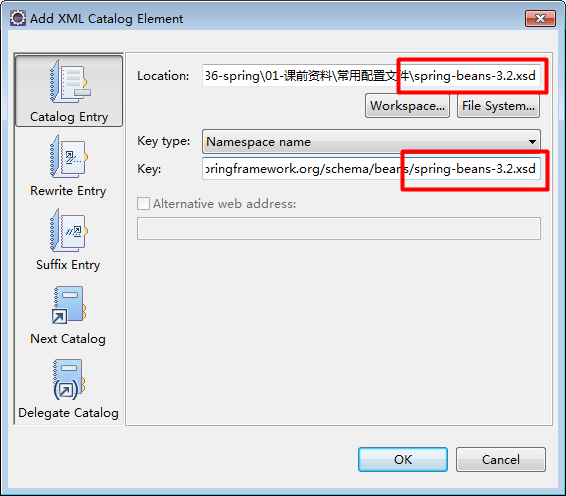 Add XML Catalog Element
Catalog Entry
Rewrite Entry
Suffix Entry
Next Catalog
Delegate Catalog
Location: 36-spring\01-课前资料\常用配置文件\spring-beans-3.2.xsd
Workspace... File System...
Key type: Namespace name
Key: pringframework.org/schema/beans/spring-beans-3.2.xsd
Alternative web address:
OK Cancel